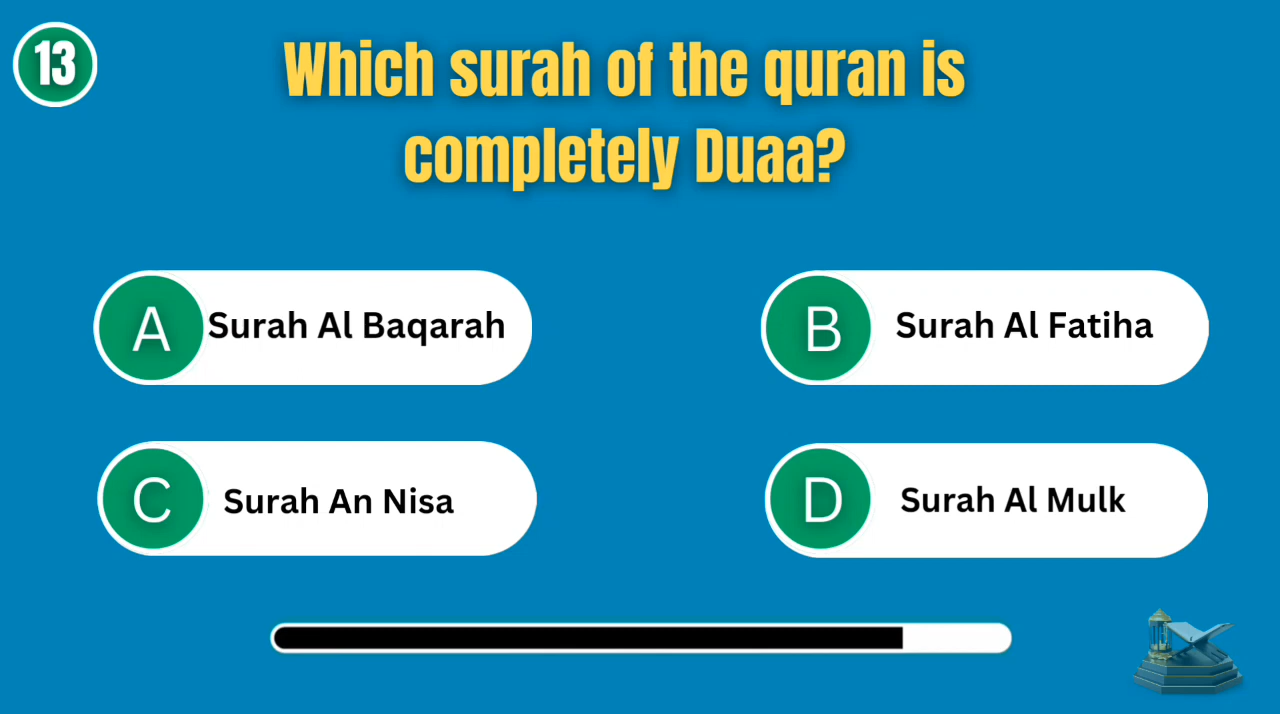 13
Which surah of the quran is
completely Duaa?
A Surah Al Baqarah
B Surah Al Fatiha
C Surah An Nisa
D Surah Al Mulk